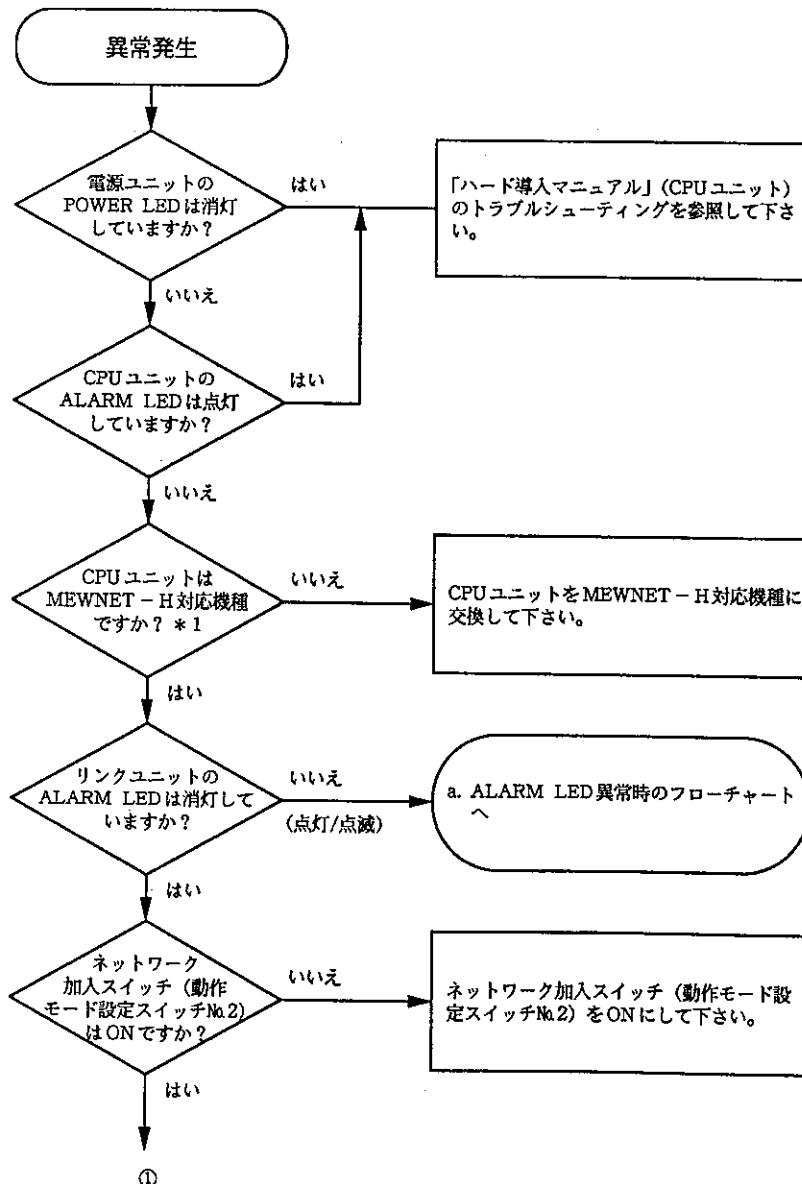 異常発生
電源ユニットの
POWER LEDは消灯
していますか？
はい
「ハード導入マニュアル」（CPUユニット）
のトラブルシューティングを参照して下さ
い。
いいえ
CPUユニットの
ALARM LEDは点灯
していますか？
はい
いいえ
CPUユニットは
MEWNET－H対応機種
ですか？＊1
いいえ
CPUユニットをMEWNET－H対応機種に
交換して下さい。
はい
リンクユニットの
ALARM LEDは消灯して
いますか？
いいえ
(点灯/点滅)
a. ALARM LED異常時のフローチャート
へ
はい
ネットワーク
加入スイッチ（動作
モード設定スイッチ№2）
はONですか？
いいえ
ネットワーク加入スイッチ（動作モード設
定スイッチ№2）をONにして下さい。
はい
①